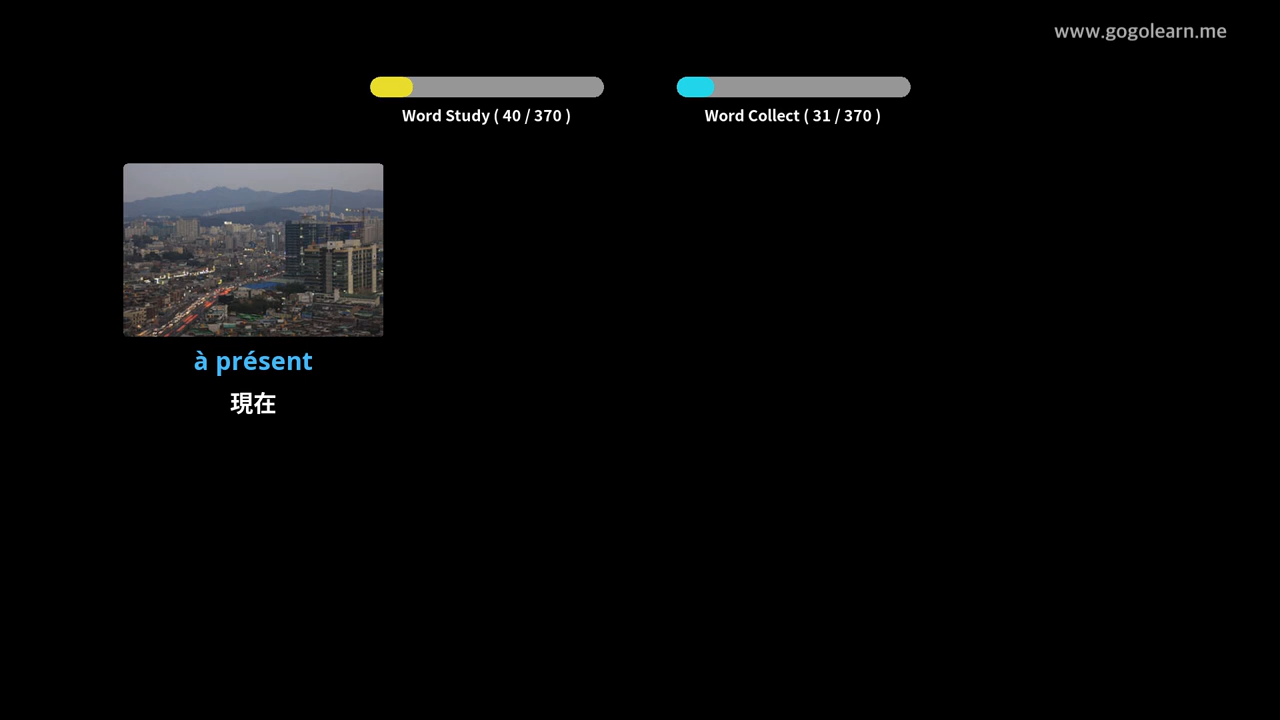 www.gogolearn.me
Word Study ( 40 / 370 )
Word Collect ( 31 / 370 )
à présent
現在